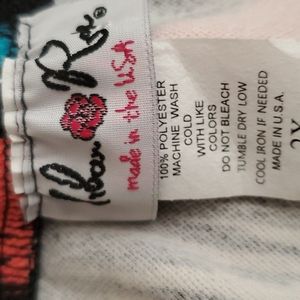 ®
made in the USA
100% POLYESTER
MACHINE WASH
COLD
WITH LIKE
COLORS
DO NOT BLEACH
TUMBLE DRY LOW
COOL IRON IF NEEDED
MADE IN U.S.A.
2X